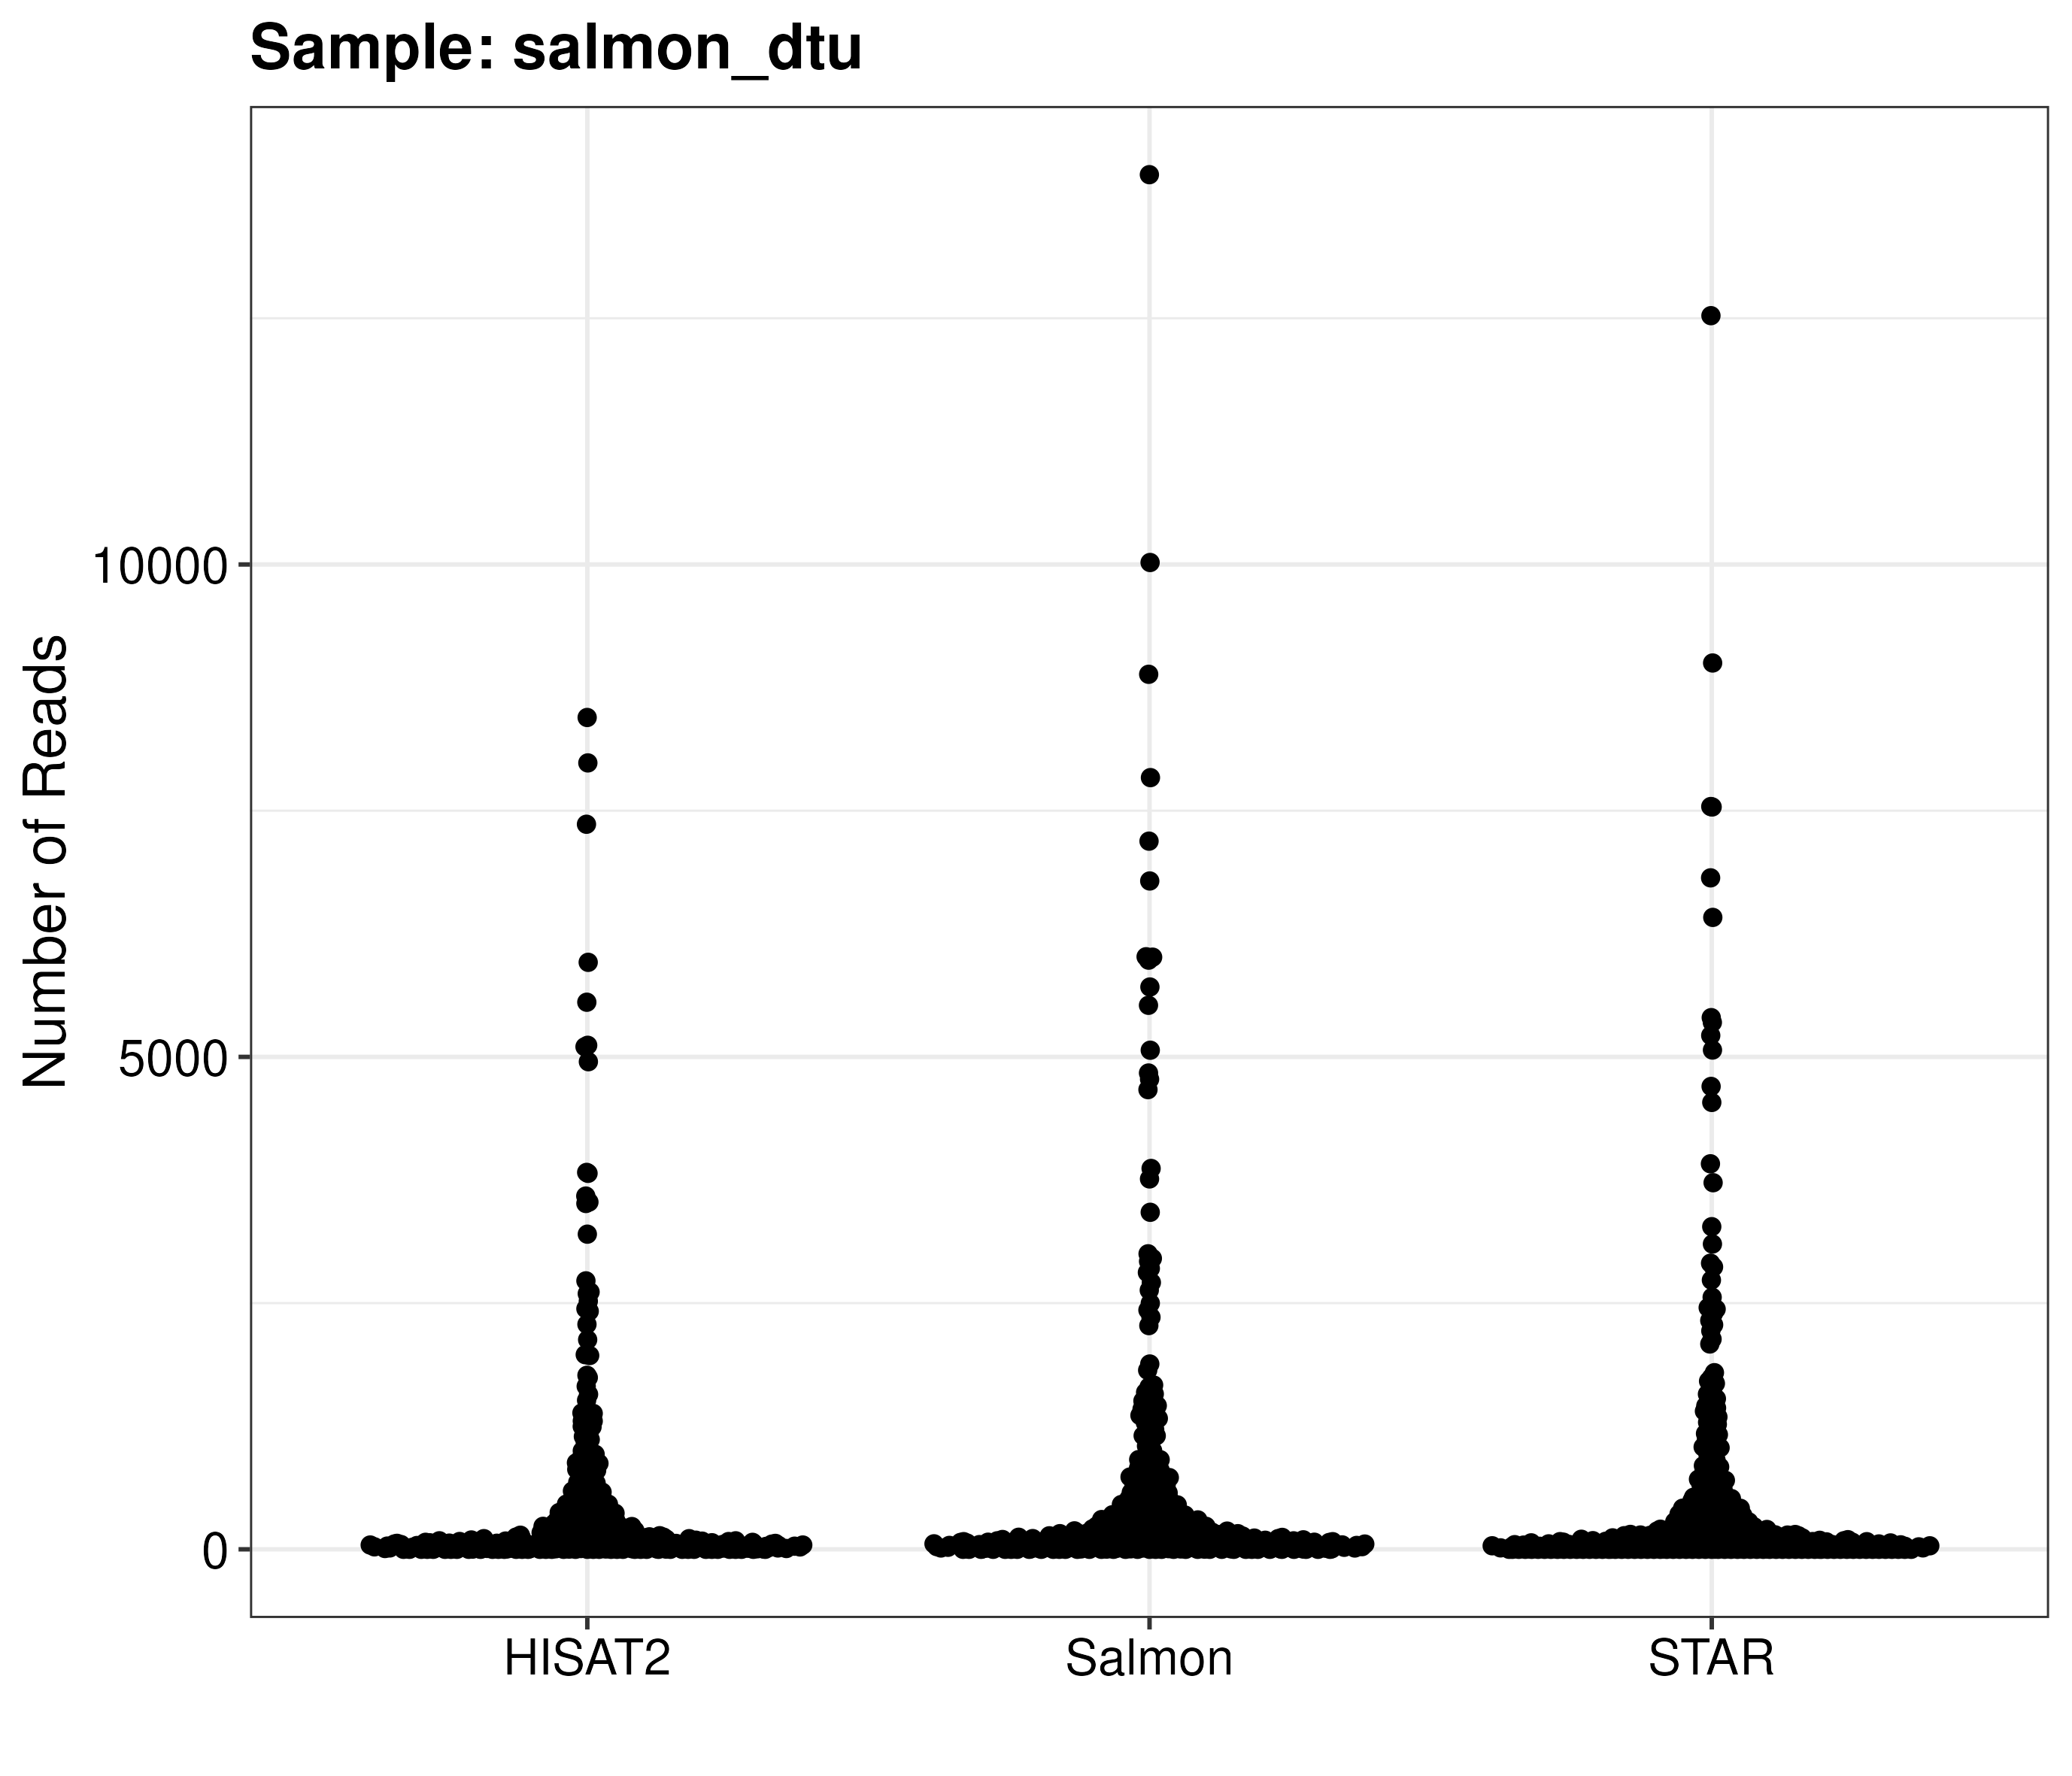 Sample: salmon_dtu
Number of Reads
10000
5000
0
HISAT2
Salmon
STAR